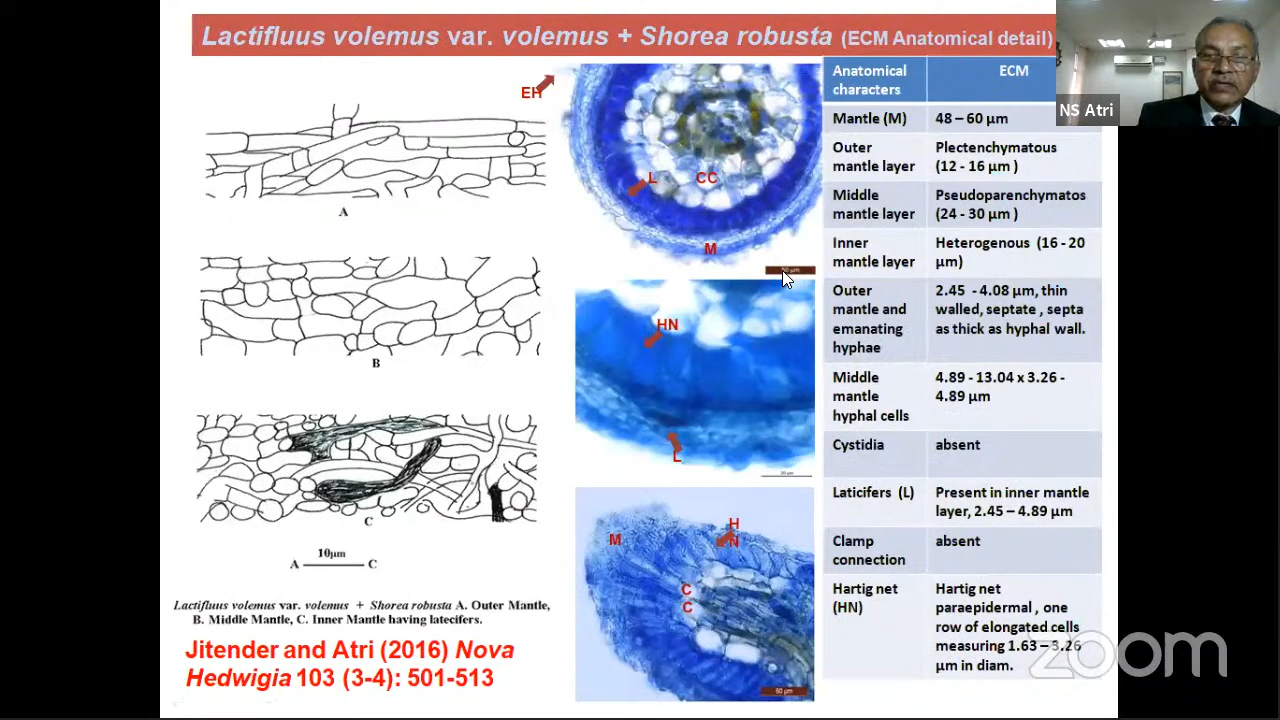 Lactifluus volemus var. volemus + Shorea robusta (ECM Anatomical detail)
EH
L
CC
M
50 µm
A
B
C
10µm
A
C
Lactifluus volemus var. volemus + Shorea robusta A. Outer Mantle,
B. Middle Mantle, C. Inner Mantle having latecifers.
Jitender and Atri (2016) Nova
Hedwigia 103 (3-4): 501-513
HN
L
M
H
N
C
C
Anatomical
characters
ECM
Mantle (M)
48 – 60 µm
Outer
mantle layer
Plectenchymatous
(12 - 16 µm )
Middle
mantle layer
Pseudoparenchymatos
(24 - 30 µm )
Inner
mantle layer
Heterogenous (16 - 20
µm)
Outer
mantle and
emanating
hyphae
2.45 - 4.08 µm, thin
walled, septate , septa
as thick as hyphal wall.
Middle
mantle
hyphal cells
4.89 - 13.04 x 3.26 -
4.89 µm
Cystidia
absent
Laticifers (L)
Present in inner mantle
layer, 2.45 – 4.89 µm
Clamp
connection
absent
Hartig net
(HN)
Hartig net
paraepidermal , one
row of elongated cells
measuring 1.63 – 3.26
µm in diam.
NS Atri
zoom